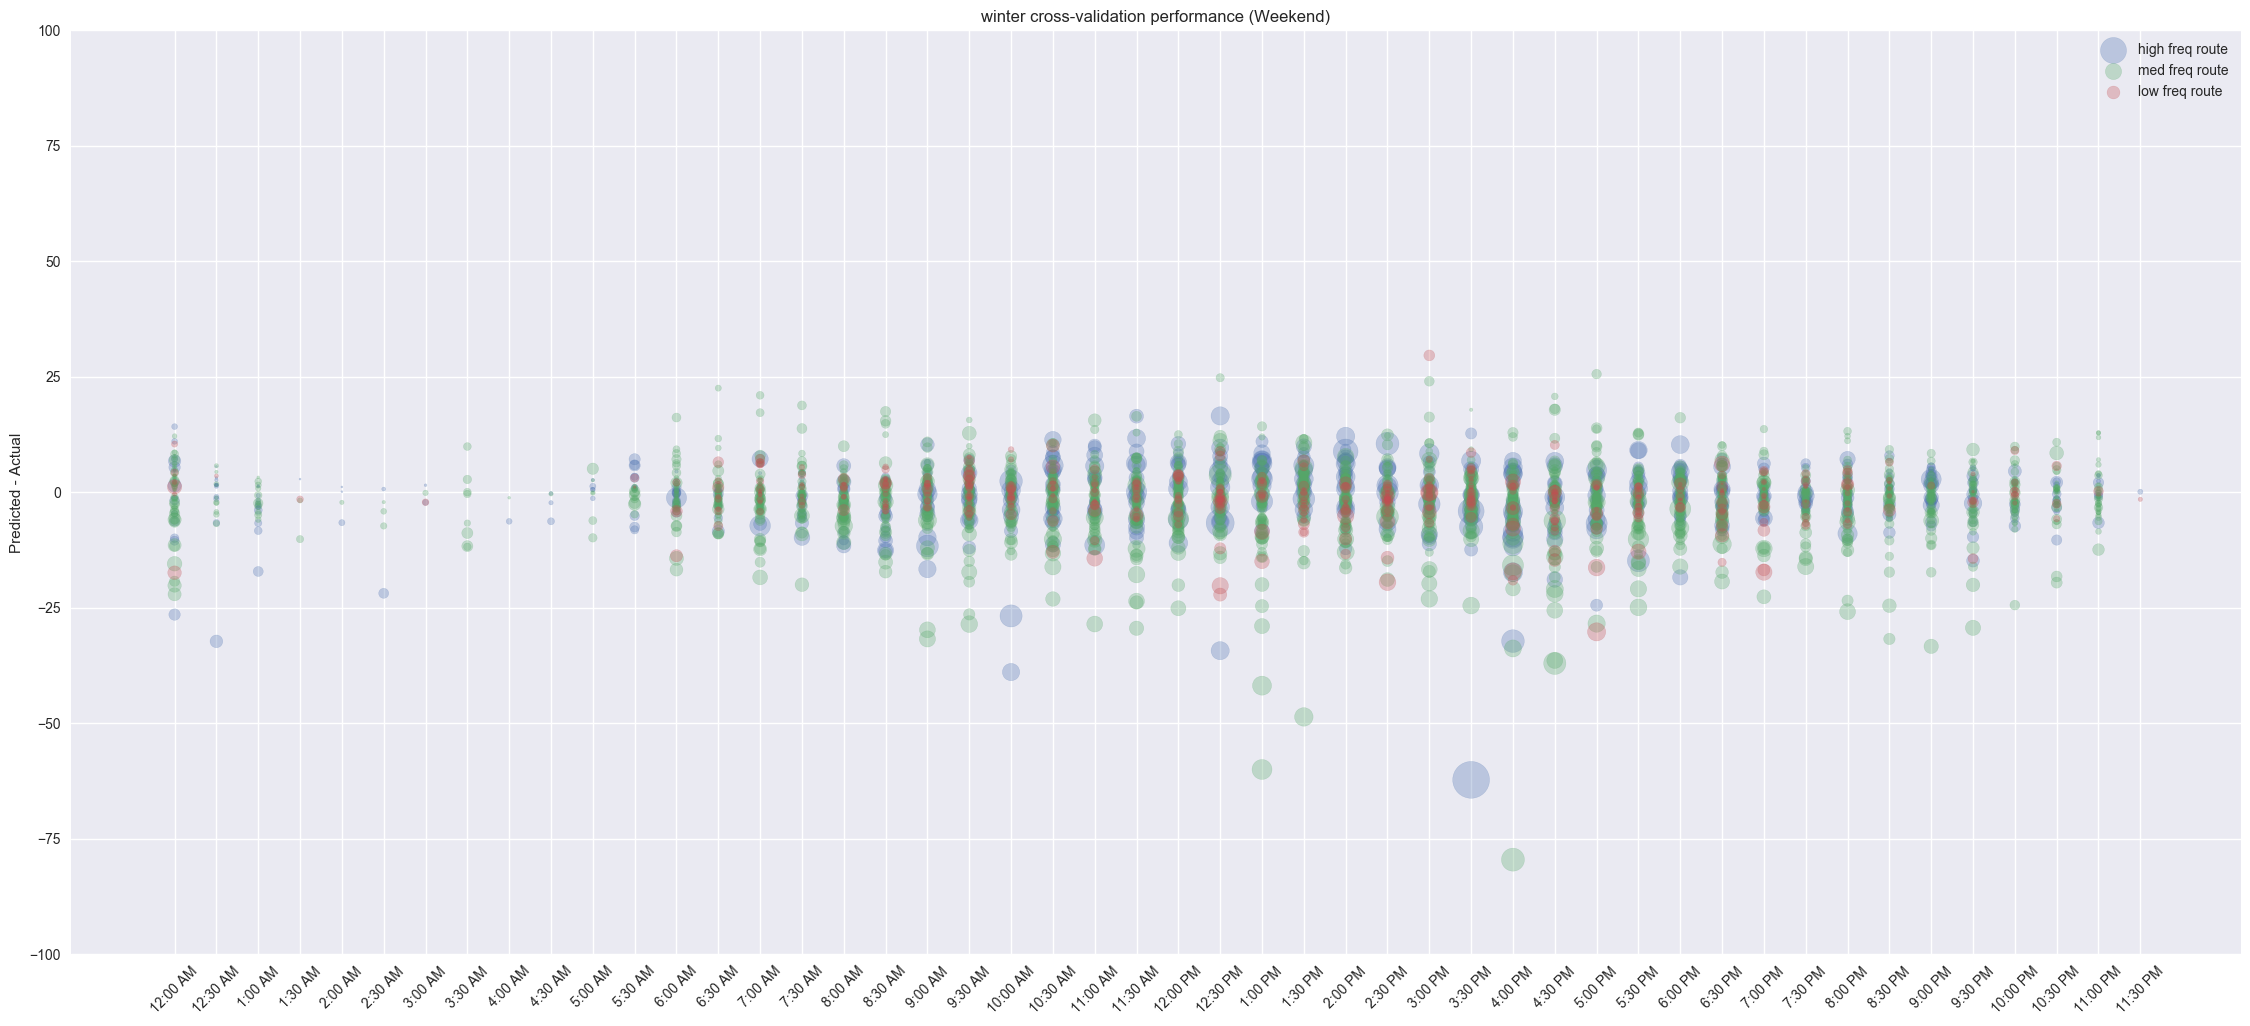 winter cross-validation performance (Weekend)
high freq route
med freq route
low freq route
Predicted - Actual
100
75
50
25
0
−25
−50
−75
−100
12:00 AM
12:30 AM
1:00 AM
1:30 AM
2:00 AM
2:30 AM
3:00 AM
3:30 AM
4:00 AM
4:30 AM
5:00 AM
5:30 AM
6:00 AM
6:30 AM
7:00 AM
7:30 AM
8:00 AM
8:30 AM
9:00 AM
9:30 AM
10:00 AM
10:30 AM
11:00 AM
11:30 AM
12:00 PM
12:30 PM
1:00 PM
1:30 PM
2:00 PM
2:30 PM
3:00 PM
3:30 PM
4:00 PM
4:30 PM
5:00 PM
5:30 PM
6:00 PM
6:30 PM
7:00 PM
7:30 PM
8:00 PM
8:30 PM
9:00 PM
9:30 PM
10:00 PM
10:30 PM
11:00 PM
11:30 PM